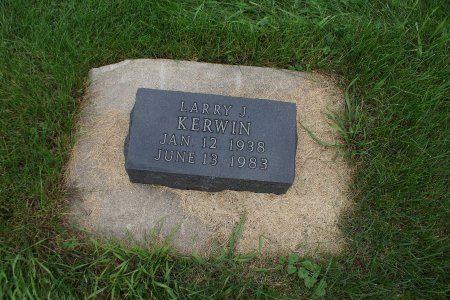 LARRY J.
KERWIN
JAN. 12 1938
JUNE 13 1983